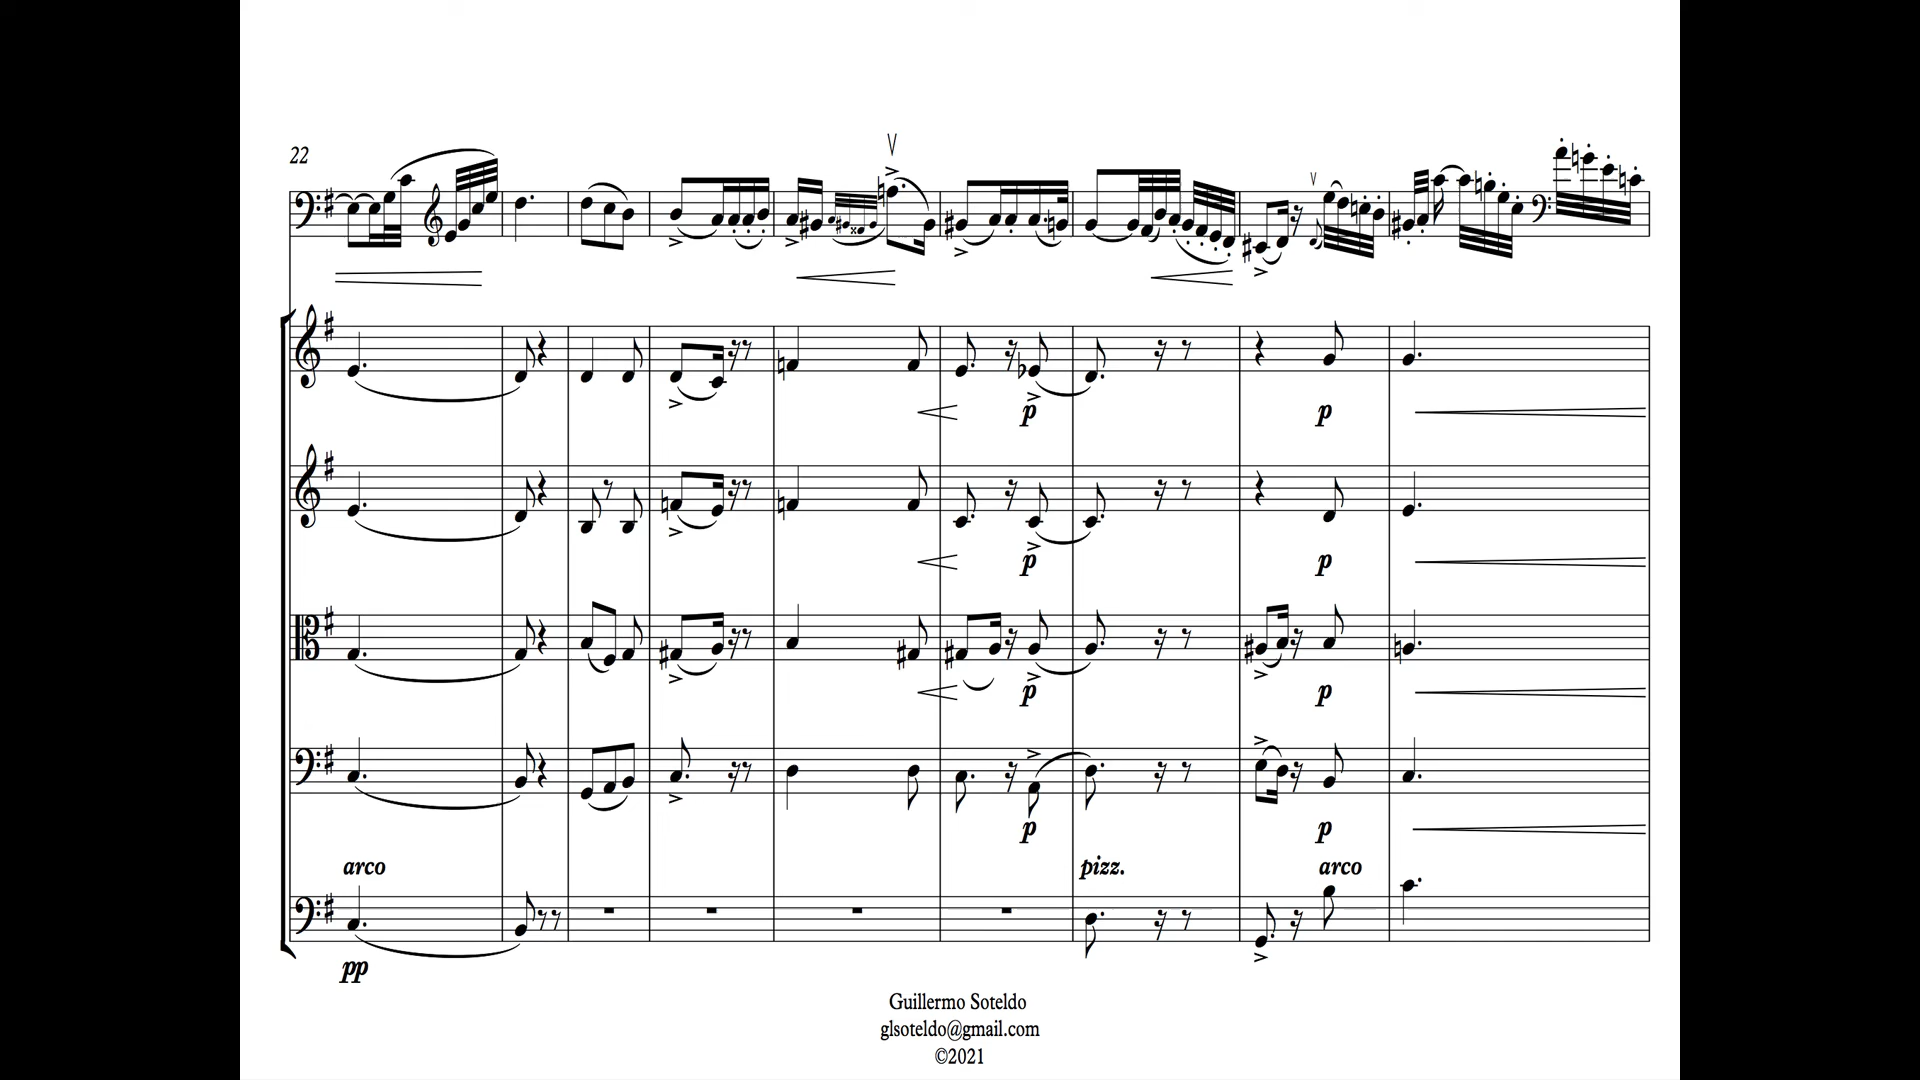 22
p
p
p
p
p
p
p
p
arco
pizz.
arco
pp
Guillermo Soteldo
glsoteldo@gmail.com
©2021